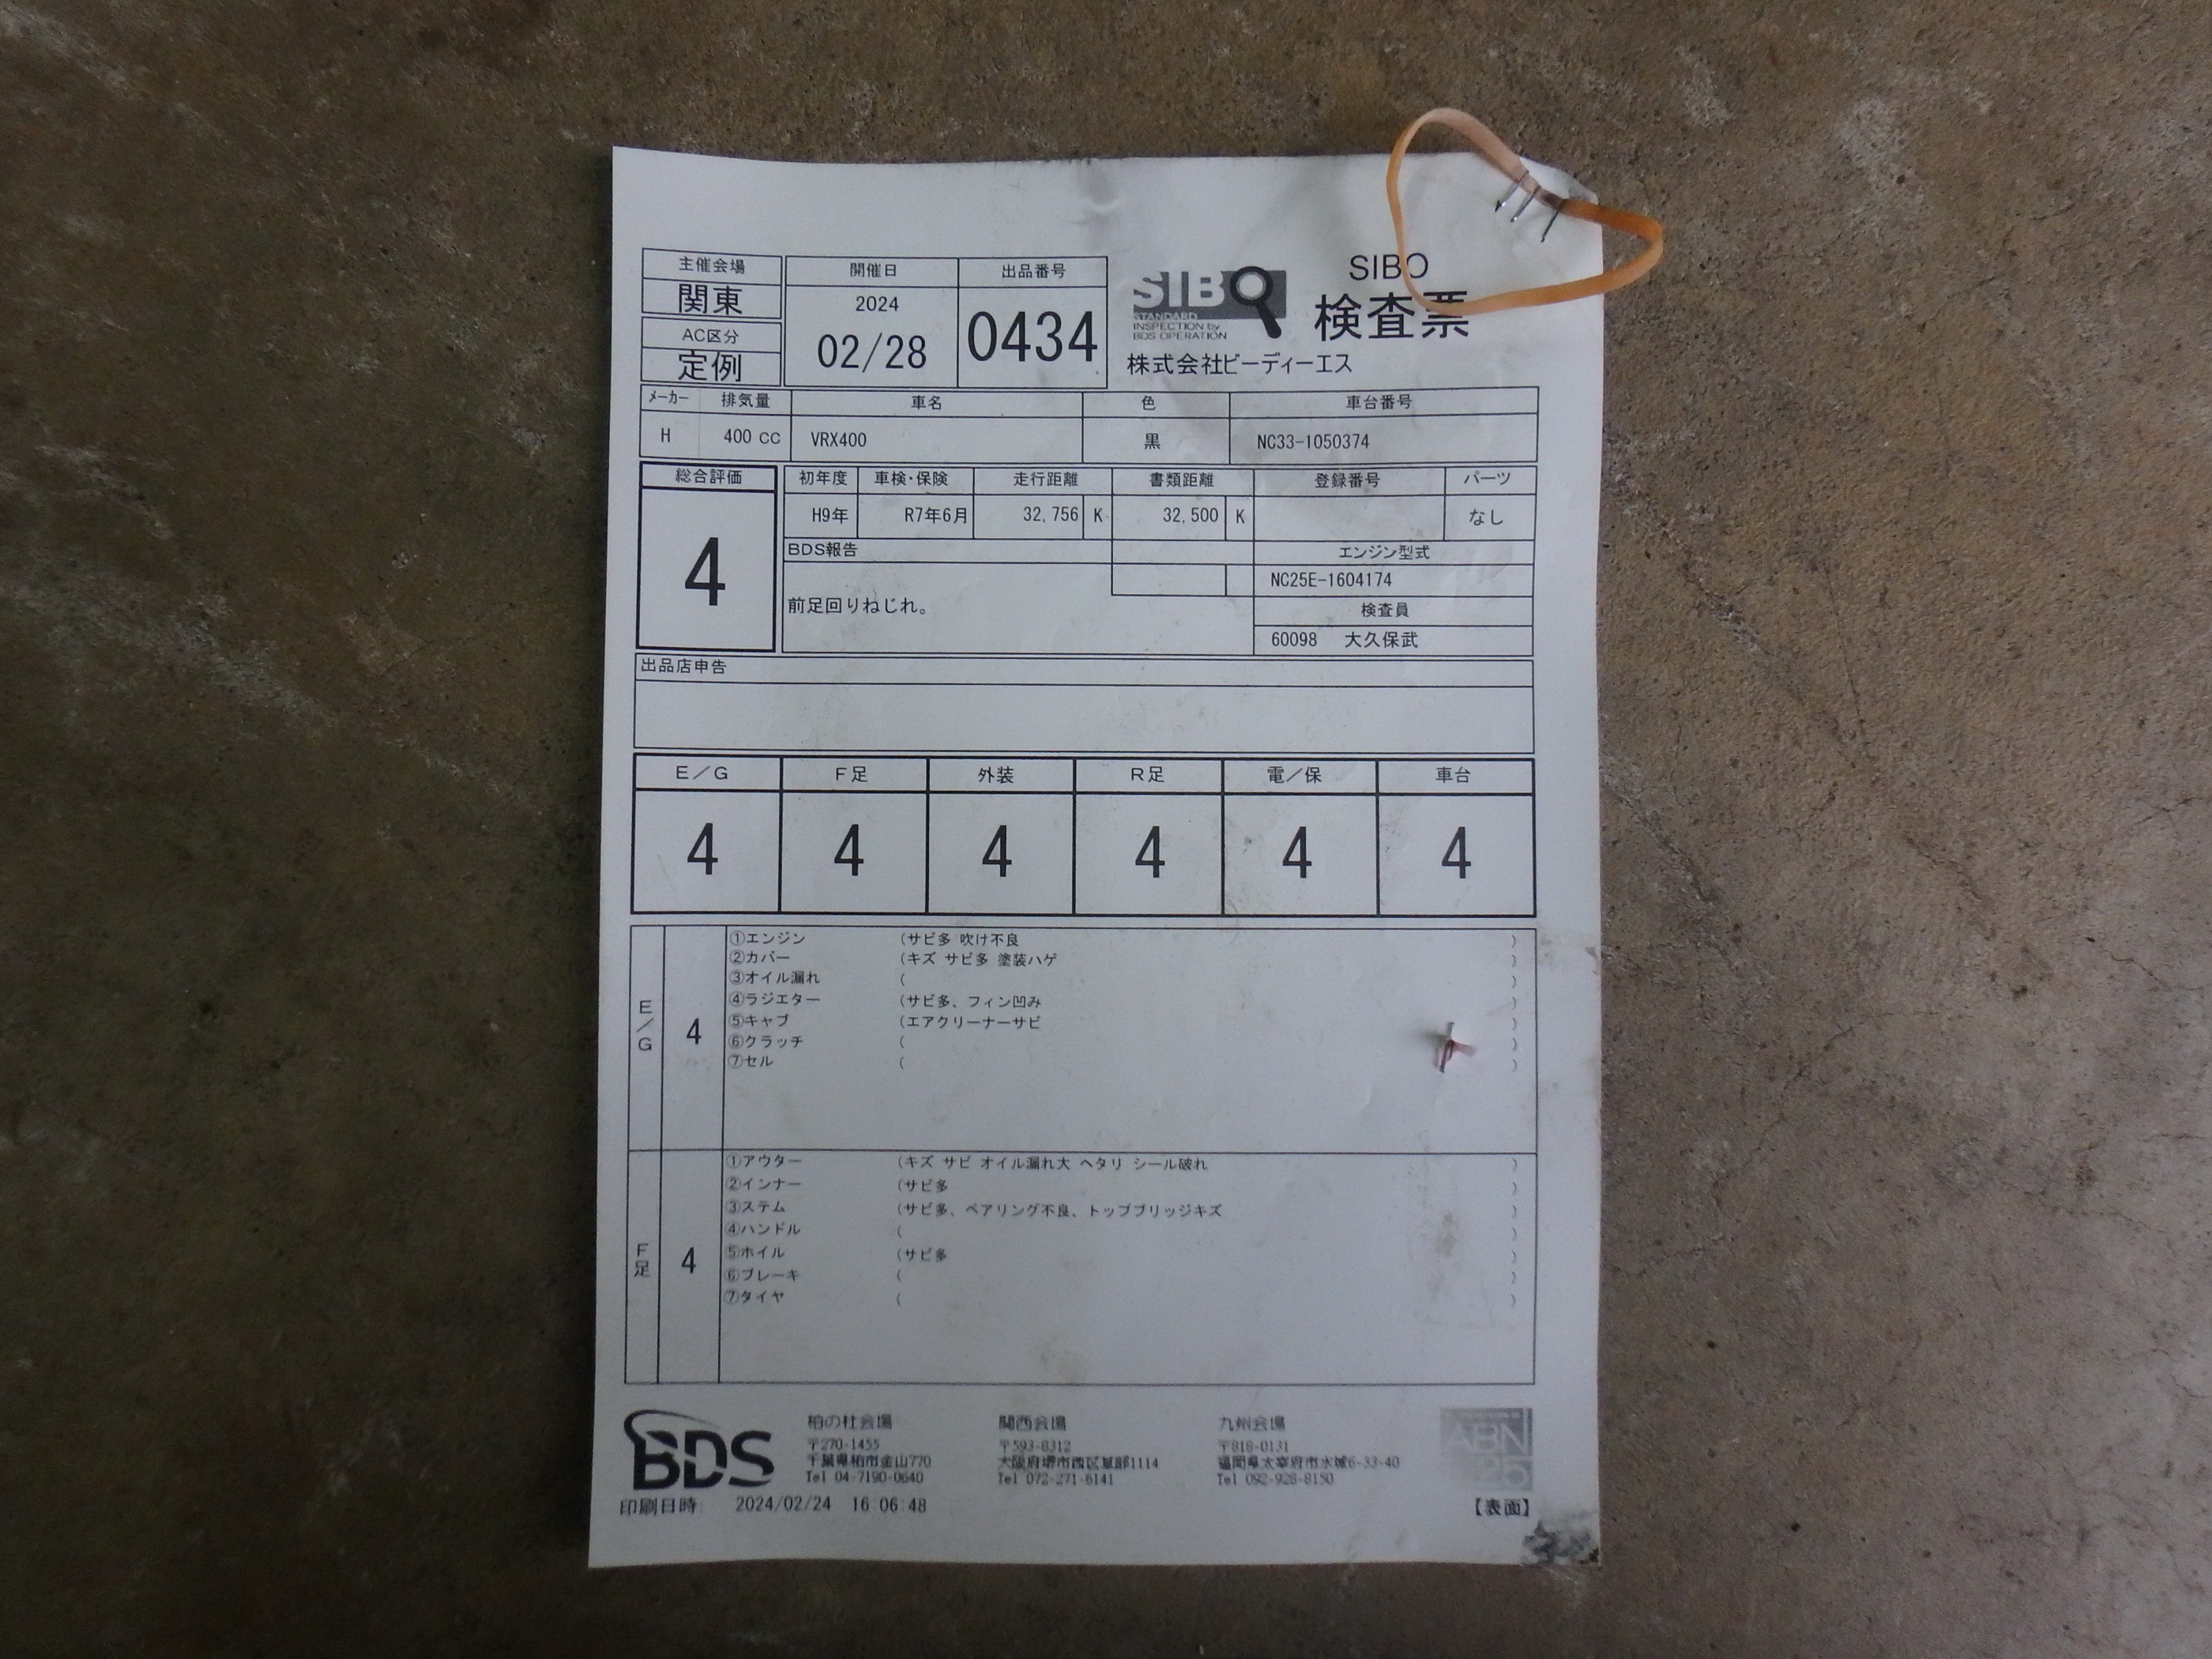 主催会場
関東
AC区分
定例
開催日
2024
02/28
出品番号
0434
SIBO
STANDARD
INSPECTION by
BDS OPERATION
SIBO
検査票
株式会社ビーディーエス
メーカー 排気量 車名 色 車台番号
H 400 CC VRX400 黒 NC33-1050374
総合評価
4
初年度 車検・保険 走行距離 書類距離 登録番号 パーツ
H9年 R7年6月 32,756 K 32,500 K なし
BDS報告
前足回りねじれ。
エンジン型式
NC25E-1604174
検査員
60098 大久保武
出品店申告
E/G F足 外装 R足 電/保 車台
4 4 4 4 4 4
E/G
4
①エンジン (サビ多 吹け不良 )
②カバー (キズ サビ多 塗装ハゲ )
③オイル漏れ ( )
④ラジエター (サビ多、フィン凹み )
⑤キャブ (エアクリーナーサビ )
⑥クラッチ ( )
⑦セル ( )
F足
4
①アウター (キズ サビ オイル漏れ大 ヘタリ シール破れ )
②インナー (サビ多 )
③ステム (サビ多、ベアリング不良、トップブリッジキズ )
④ハンドル ( )
⑤ホイル (サビ多 )
⑥ブレーキ ( )
⑦タイヤ ( )
BDS
柏の杜会場
〒270-1455
千葉県柏市金山770
Tel 04-7190-0640
関西会場
〒593-8312
大阪府堺市西区草部1114
Tel 072-271-6141
九州会場
〒818-0131
福岡県太宰府市水城6-33-40
Tel 092-928-8150
ABN
25
印刷日時: 2024/02/24 16:06:48
【表面】